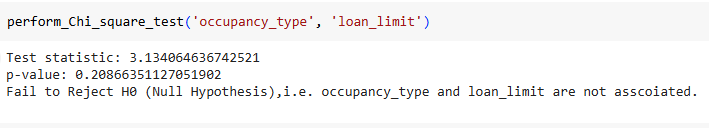 perform_Chi_square_test('occupancy_type', 'loan_limit')
Test statistic: 3.134064636742521
p-value: 0.20866351127051902
Fail to Reject H0 (Null Hypothesis),i.e. occupancy_type and loan_limit are not asscoiated.